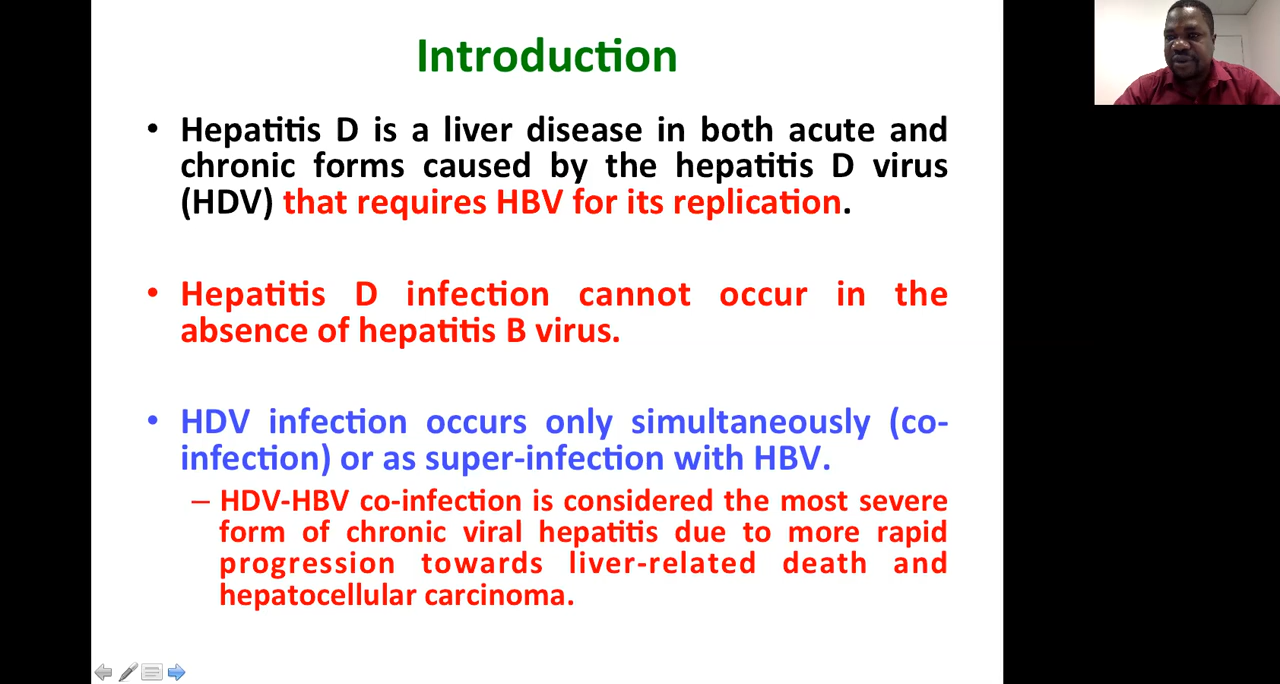 Introduction
• Hepatitis D is a liver disease in both acute and
chronic forms caused by the hepatitis D virus
(HDV) that requires HBV for its replication.
• Hepatitis D infection cannot occur in the
absence of hepatitis B virus.
• HDV infection occurs only simultaneously (co-
infection) or as super-infection with HBV.
– HDV-HBV co-infection is considered the most severe
form of chronic viral hepatitis due to more rapid
progression towards liver-related death and
hepatocellular carcinoma.